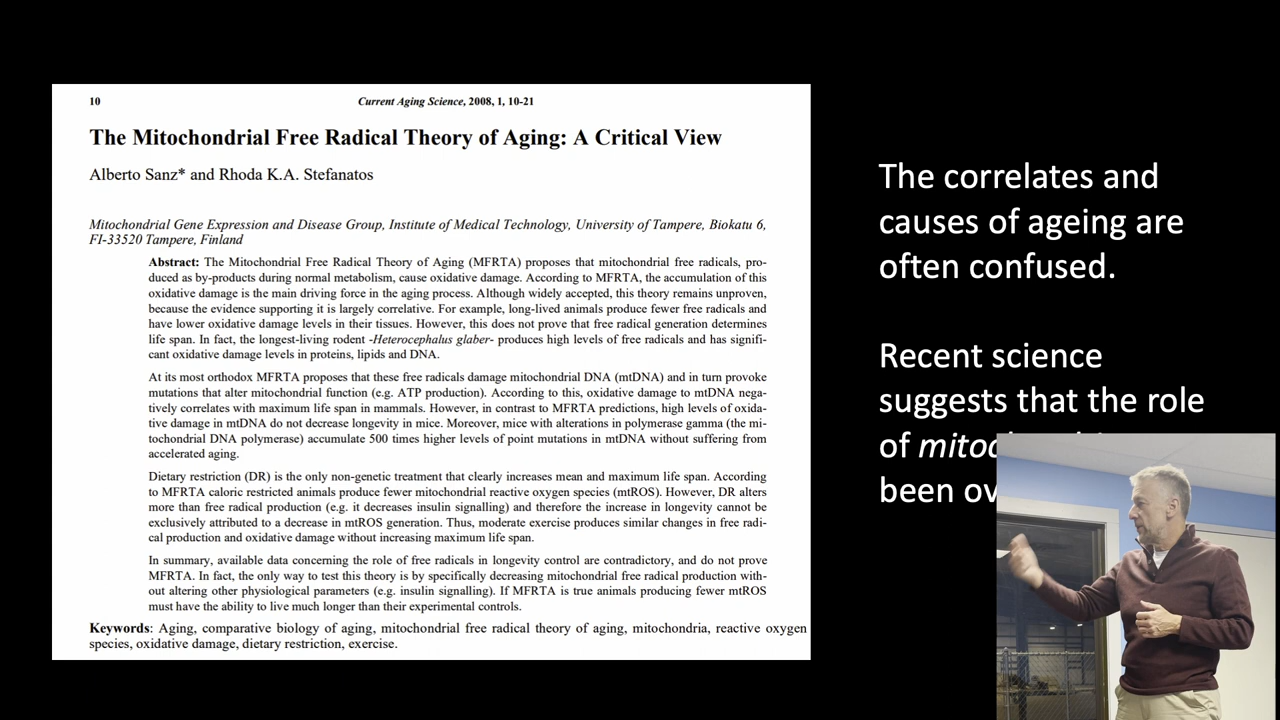 10
Current Aging Science, 2008, 1, 10-21
The Mitochondrial Free Radical Theory of Aging: A Critical View
Alberto Sanz* and Rhoda K.A. Stefanatos
Mitochondrial Gene Expression and Disease Group, Institute of Medical Technology, University of Tampere, Biokatu 6,
FI-33520 Tampere, Finland
Abstract: The Mitochondrial Free Radical Theory of Aging (MFRTA) proposes that mitochondrial free radicals, pro-
duced as by-products during normal metabolism, cause oxidative damage. According to MFRTA, the accumulation of this
oxidative damage is the main driving force in the aging process. Although widely accepted, this theory remains unproven,
because the evidence supporting it is largely correlative. For example, long-lived animals produce fewer free radicals and
have lower oxidative damage levels in their tissues. However, this does not prove that free radical generation determines
life span. In fact, the longest-living rodent -Heterocephalus glaber- produces high levels of free radicals and has signifi-
cant oxidative damage levels in proteins, lipids and DNA.
At its most orthodox MFRTA proposes that these free radicals damage mitochondrial DNA (mtDNA) and in turn provoke
mutations that alter mitochondrial function (e.g. ATP production). According to this, oxidative damage to mtDNA nega-
tively correlates with maximum life span in mammals. However, in contrast to MFRTA predictions, high levels of oxida-
tive damage in mtDNA do not decrease longevity in mice. Moreover, mice with alterations in polymerase gamma (the mi-
tochondrial DNA polymerase) accumulate 500 times higher levels of point mutations in mtDNA without suffering from
accelerated aging.
Dietary restriction (DR) is the only non-genetic treatment that clearly increases mean and maximum life span. According
to MFRTA caloric restricted animals produce fewer mitochondrial reactive oxygen species (mtROS). However, DR alters
more than free radical production (e.g. it decreases insulin signalling) and therefore the increase in longevity cannot be
exclusively attributed to a decrease in mtROS generation. Thus, moderate exercise produces similar changes in free radi-
cal production and oxidative damage without increasing maximum life span.
In summary, available data concerning the role of free radicals in longevity control are contradictory, and do not prove
MFRTA. In fact, the only way to test this theory is by specifically decreasing mitochondrial free radical production with-
out altering other physiological parameters (e.g. insulin signalling). If MFRTA is true animals producing fewer mtROS
must have the ability to live much longer than their experimental controls.
Keywords: Aging, comparative biology of aging, mitochondrial free radical theory of aging, mitochondria, reactive oxygen
species, oxidative damage, dietary restriction, exercise.
The correlates and
causes of ageing are
often confused.
Recent science
suggests that the role
of
been